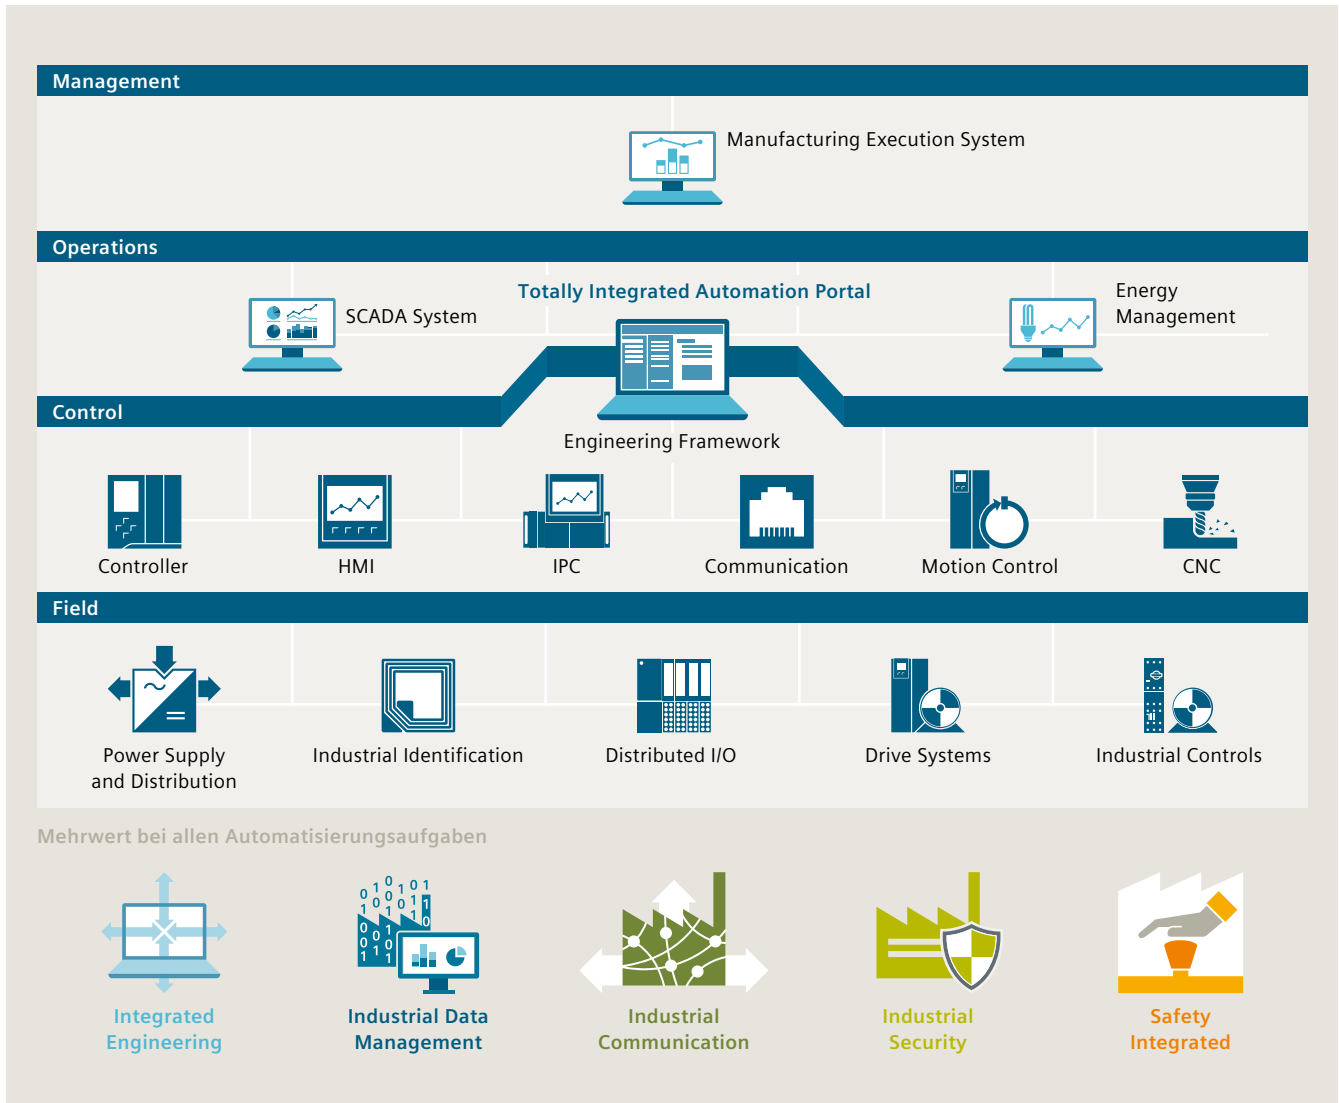 Management
Manufacturing Execution System
Operations
Totally Integrated Automation Portal
SCADA System
Energy
Management
Control
Engineering Framework
Controller
HMI
IPC
Communication
Motion Control
CNC
Field
Power Supply
and Distribution
Industrial Identification
Distributed I/O
Drive Systems
Industrial Controls
Mehrwert bei allen Automatisierungsaufgaben
Integrated
Engineering
Industrial Data
Management
Industrial
Communication
Industrial
Security
Safety
Integrated